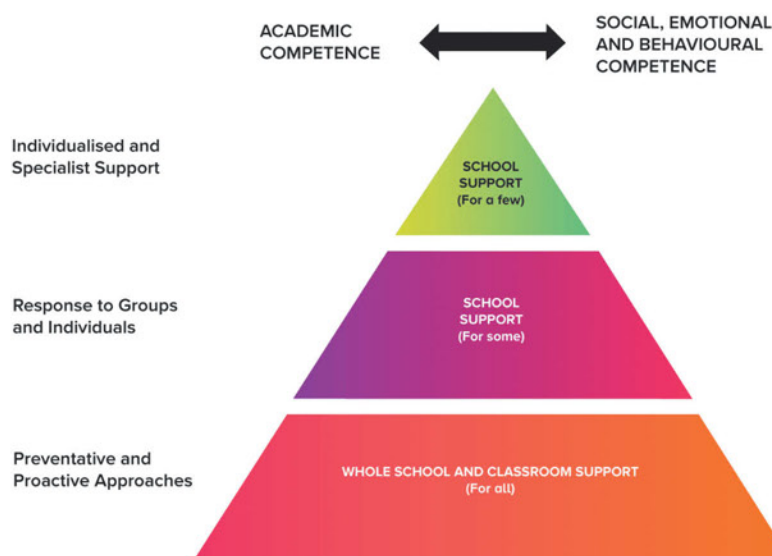 ACADEMIC
COMPETENCE
SOCIAL, EMOTIONAL
AND BEHAVIOURAL
COMPETENCE
Individualised and
Specialist Support
SCHOOL
SUPPORT
(For a few)
Response to Groups
and Individuals
SCHOOL
SUPPORT
(For some)
Preventative and
Proactive Approaches
WHOLE SCHOOL AND CLASSROOM SUPPORT
(For all)